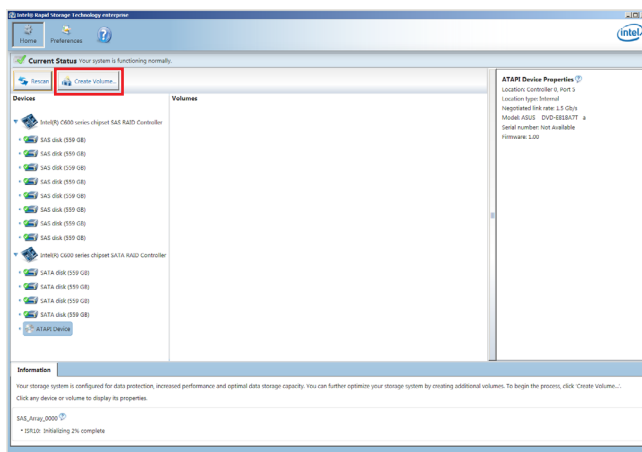 Intel® Rapid Storage Technology enterprise
Home
Preferences
intel
Current Status Your system is functioning normally.
Rescan
Create Volume...
Devices
Volumes
Intel(R) C600 series chipset SAS RAID Controller
SAS disk (559 GB)
SAS disk (559 GB)
SAS disk (559 GB)
SAS disk (559 GB)
SAS disk (559 GB)
SAS disk (559 GB)
SAS disk (559 GB)
SAS disk (559 GB)
Intel(R) C600 series chipset SATA RAID Controller
SATA disk (559 GB)
SATA disk (559 GB)
SATA disk (559 GB)
SATA disk (559 GB)
ATAPI Device
ATAPI Device Properties
Location: Controller 0, Port 5
Location type: Internal
Negotiated link rate: 1.5 Gb/s
Model: ASUS DVD-E818A7T a
Serial number: Not Available
Firmware: 1.00
Information
Your storage system is configured for data protection, increased performance and optimal data storage capacity. You can further optimize your storage system by creating additional volumes. To begin the process, click 'Create Volume...'.
Click any device or volume to display its properties.
SAS_Array_0000
ISR10: Initializing 2% complete